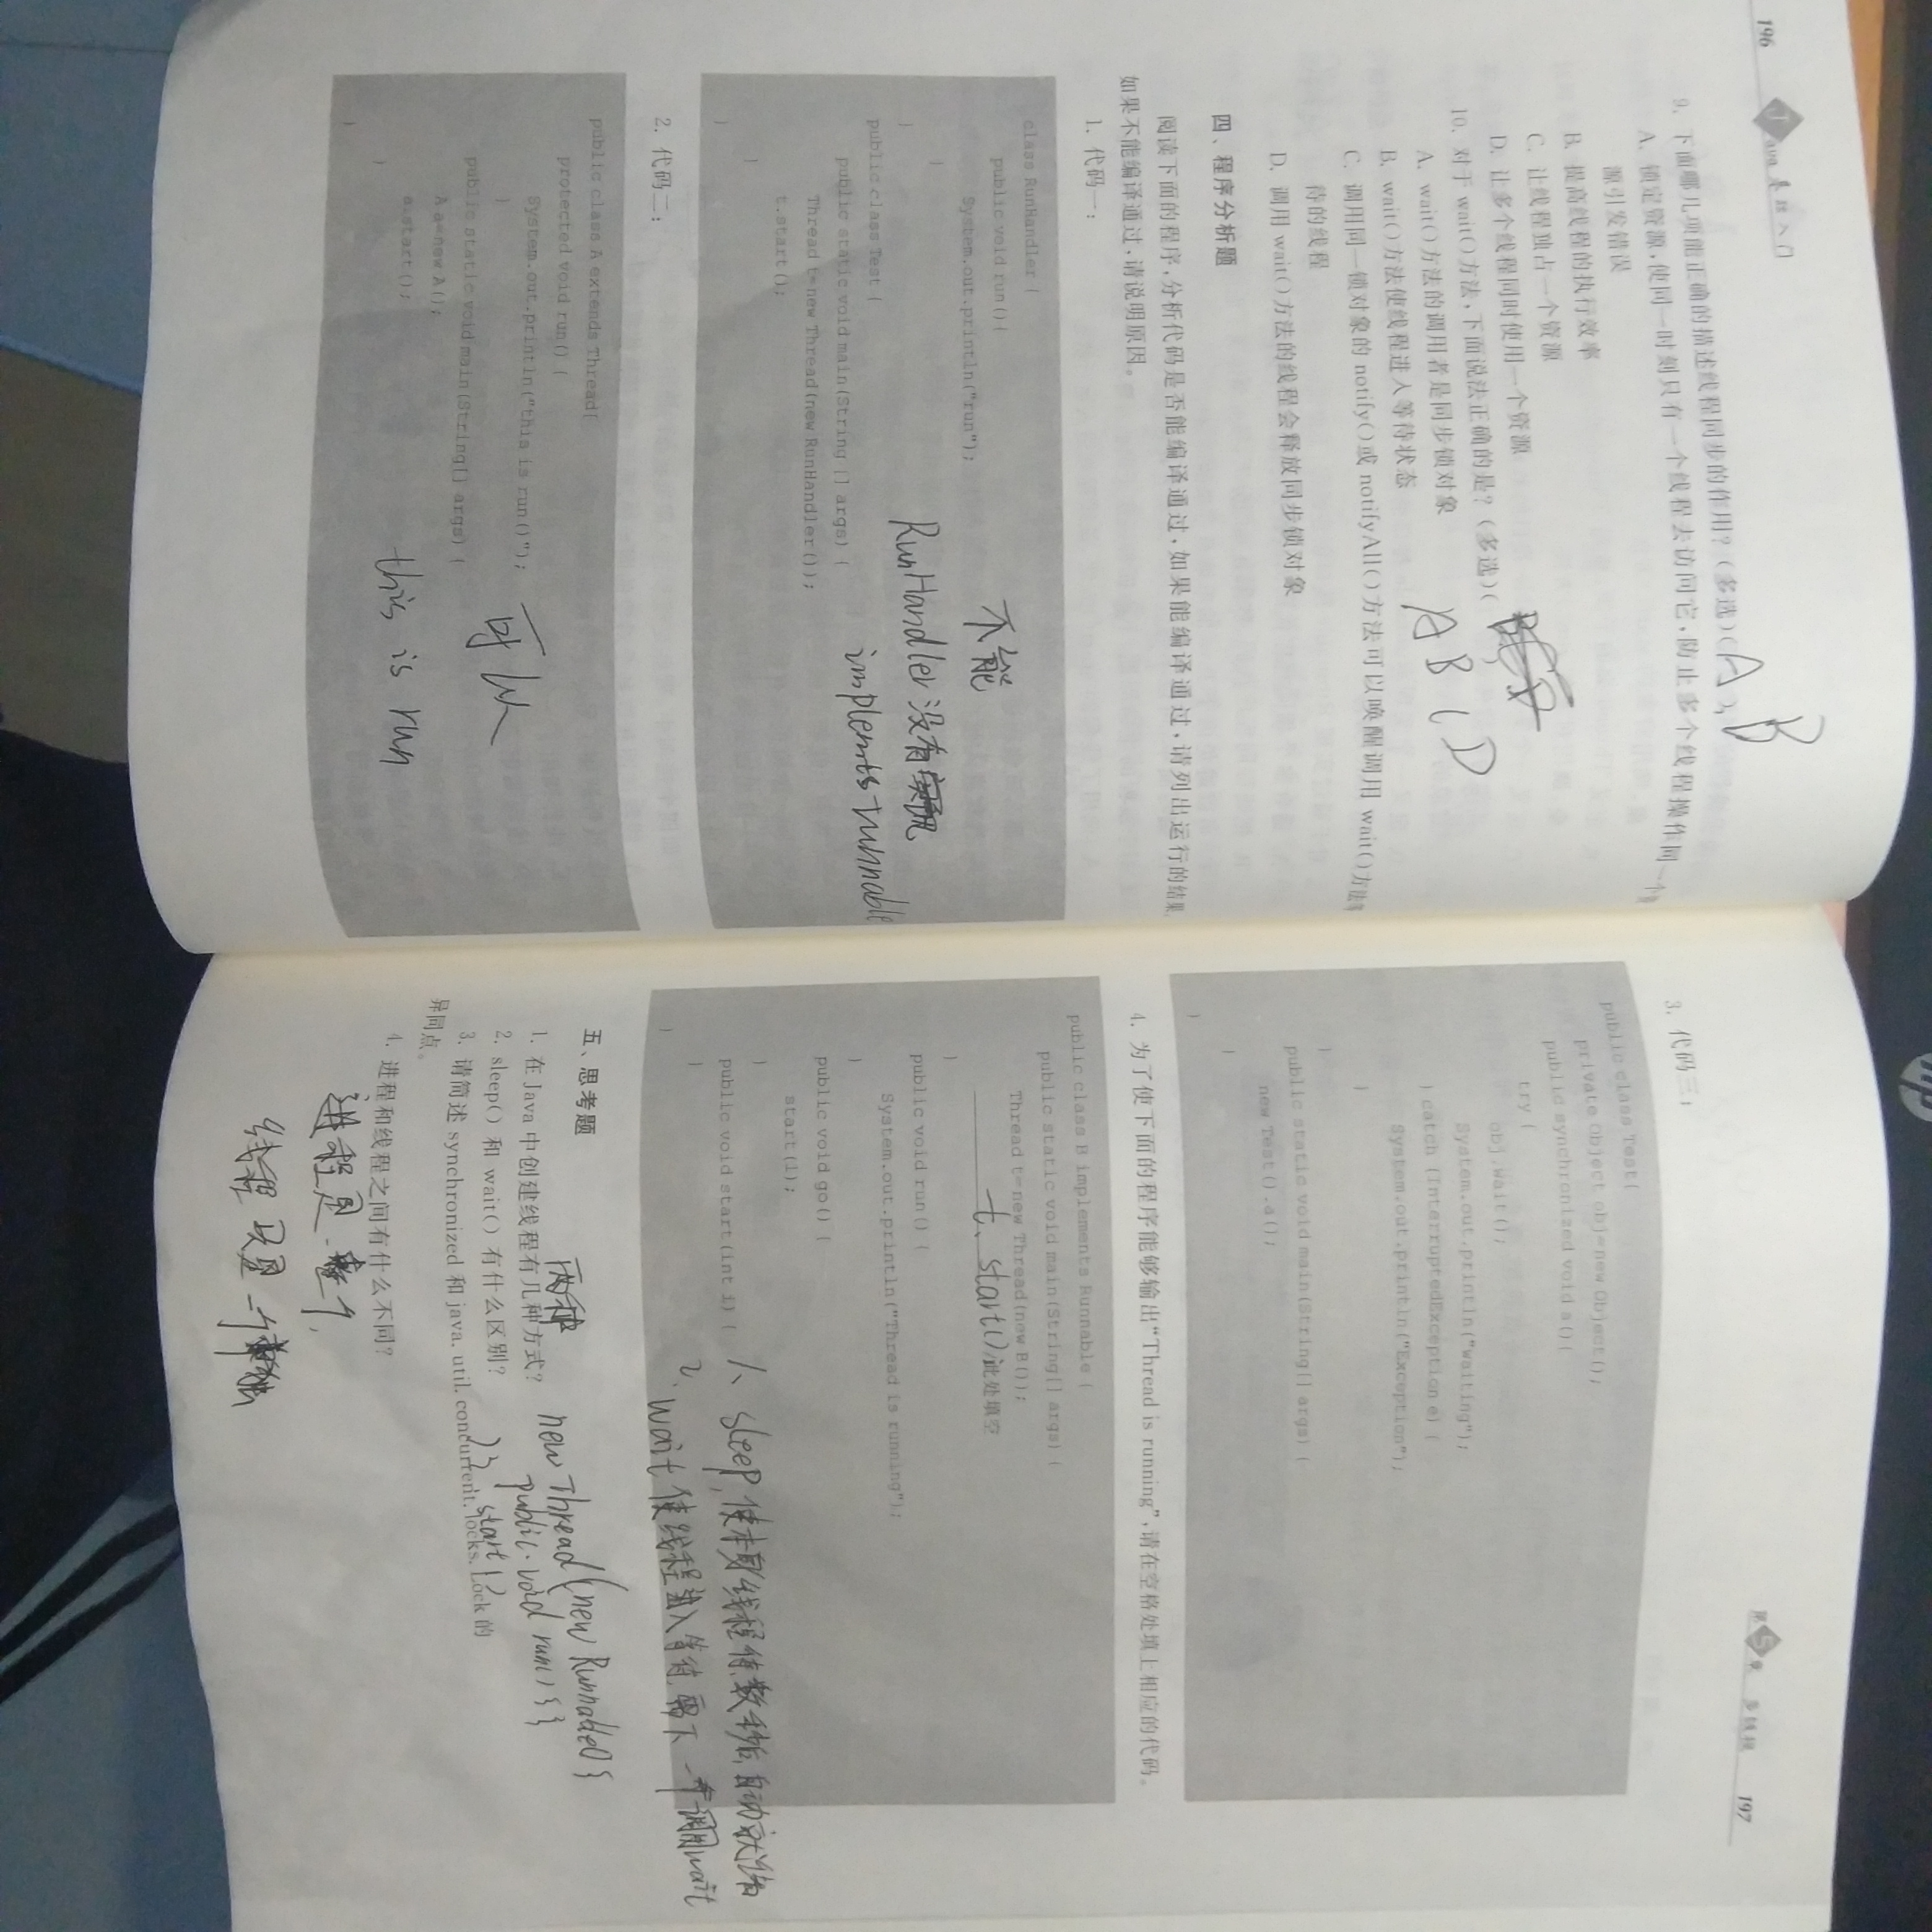 196
Java 基础入门
9. 下面哪几项能正确的描述线程同步的作用?(多选)(A,B
A. 锁定资源,使同一时刻只有一个线程去访问它,防止多个线程操作同一个
源引发错误
B. 提高线程的执行效率
C. 让线程独占一个资源
D. 让多个线程同时使用一个资源
10. 对于 wait()方法,下面说法正确的是?(多选)(
A B C D
A. wait()方法的调用者是同步锁对象
B. wait()方法使线程进入等待状态
C. 调用同一锁对象的 notify()或 notifyAll()方法可以唤醒调用 wait()方法
待的线程
D. 调用 wait()方法的线程会释放同步锁对象
四、程序分析题
阅读下面的程序,分析代码是否能编译通过,如果能编译通过,请列出运行的结果
如果不能编译通过,请说明原因。
1. 代码一:
class RunHandler {
public void run(){
System.out.println("run");
}
}
public class Test {
public static void main(String [] args) {
Thread t=new Thread(new RunHandler());
t.start();
}
}
不能
RunHandler 没有
implements runnable
2. 代码二:
public class A extends Thread{
protected void run() {
System.out.println("this is run()");
}
public static void main(String[] args) {
A a=new A();
a.start();
}
}
可以
this is run
3. 代码三:
public class Test{
private Object obj=new Object();
public synchronized void a(){
try {
obj.wait();
System.out.println("waiting");
} catch (InterruptedException e) {
System.out.println("Exception");
}
}
public static void main(String[] args) {
new Test().a();
}
}
4. 为了使下面的程序能够输出“Thread is running”,请在空格处填上相应的代码。
public class B implements Runnable {
public static void main(String[] args) {
Thread t=new Thread(new B());
t.start() //此处填空
}
public void run() {
System.out.println("Thread is running");
}
public void go() {
start(1);
}
public void start(int i) {
}
}
1、sleep,使本身线程停数秒后,自动被
2、wait 使线程进入等待,需下一个调用wait
五、思考题
1. 在 Java 中创建线程有几种方式?
两种
new Thread(new Runnable(){
public void run(){}
}).start()
2. sleep() 和 wait() 有什么区别?
3. 请简述 synchronized 和 java.util.concurrent.locks.Lock 的
异同点。
4. 进程和线程之间有什么不同?
进程是
线程只是一个
第5章 多线程
197
hp